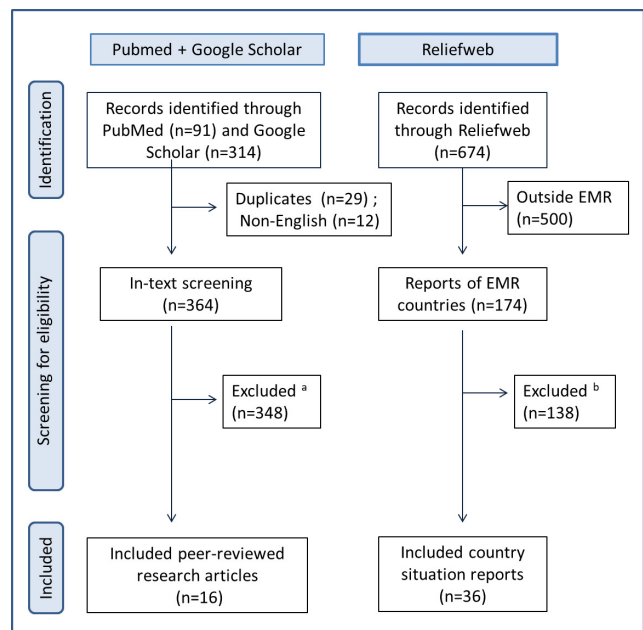 Pubmed + Google Scholar
Reliefweb
Identification
Records identified through
PubMed (n=91) and Google
Scholar (n=314)
Records identified
through Reliefweb
(n=674)
Duplicates (n=29) ;
Non-English (n=12)
Outside EMR
(n=500)
Screening for eligibility
In-text screening
(n=364)
Reports of EMR
countries (n=174)
Excluded a
(n=348)
Excluded b
(n=138)
Included
Included peer-reviewed
research articles
(n=16)
Included country
situation reports
(n=36)